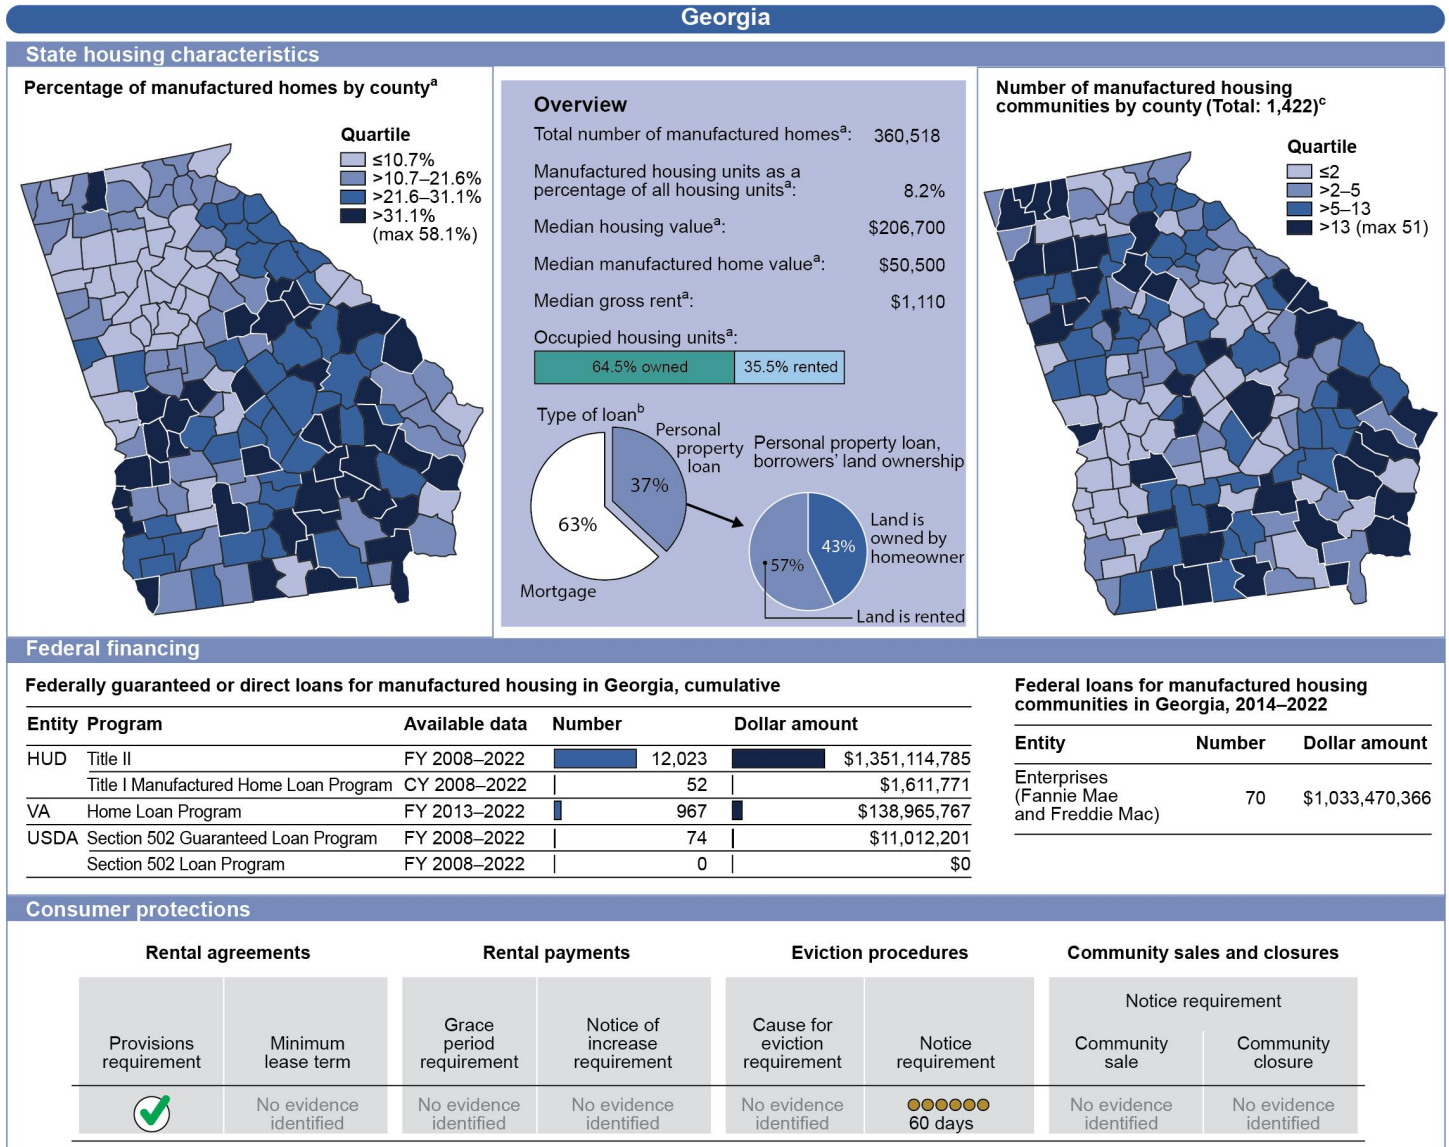 Georgia
State housing characteristics
Percentage of manufactured homes by countyᵃ
Quartile
≤10.7%
>10.7–21.6%
>21.6–31.1%
>31.1%
(max 58.1%)
Overview
Total number of manufactured homesᵃ: 360,518
Manufactured housing units as a
percentage of all housing unitsᵃ: 8.2%
Median housing valueᵃ: $206,700
Median manufactured home valueᵃ: $50,500
Median gross rentᵃ: $1,110
Occupied housing unitsᵃ:
64.5% owned 35.5% rented
Type of loanᵇ
Personal
property
loan
37%
63%
Mortgage
Personal property loan,
borrowers’ land ownership
Land is
owned by
homeowner
43%
57%
Land is rented
Number of manufactured housing
communities by county (Total: 1,422)ᶜ
Quartile
≤2
>2–5
>5–13
>13 (max 51)
Federal financing
Federally guaranteed or direct loans for manufactured housing in Georgia, cumulative
Entity Program Available data Number Dollar amount
HUD Title II FY 2008–2022 12,023 $1,351,114,785
Title I Manufactured Home Loan Program CY 2008–2022 52 $1,611,771
VA Home Loan Program FY 2013–2022 967 $138,965,767
USDA Section 502 Guaranteed Loan Program FY 2008–2022 74 $11,012,201
Section 502 Loan Program FY 2008–2022 0 $0
Federal loans for manufactured housing
communities in Georgia, 2014–2022
Entity Number Dollar amount
Enterprises
(Fannie Mae
and Freddie Mac) 70 $1,033,470,366
Consumer protections
Rental agreements
Provisions
requirement
Minimum
lease term
No evidence
identified
Rental payments
Grace
period
requirement
No evidence
identified
Notice of
increase
requirement
No evidence
identified
Eviction procedures
Cause for
eviction
requirement
No evidence
identified
Notice
requirement
60 days
Community sales and closures
Notice requirement
Community
sale
No evidence
identified
Community
closure
No evidence
identified